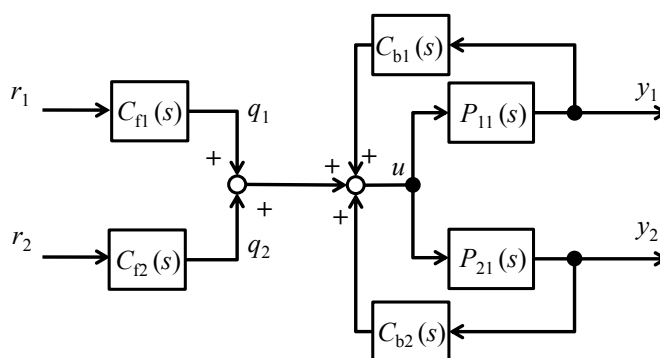 C_b1(s)
r_1
C_f1(s)
q_1
P_11(s)
y_1
+
+
+
u
+
+
r_2
C_f2(s)
q_2
P_21(s)
y_2
C_b2(s)